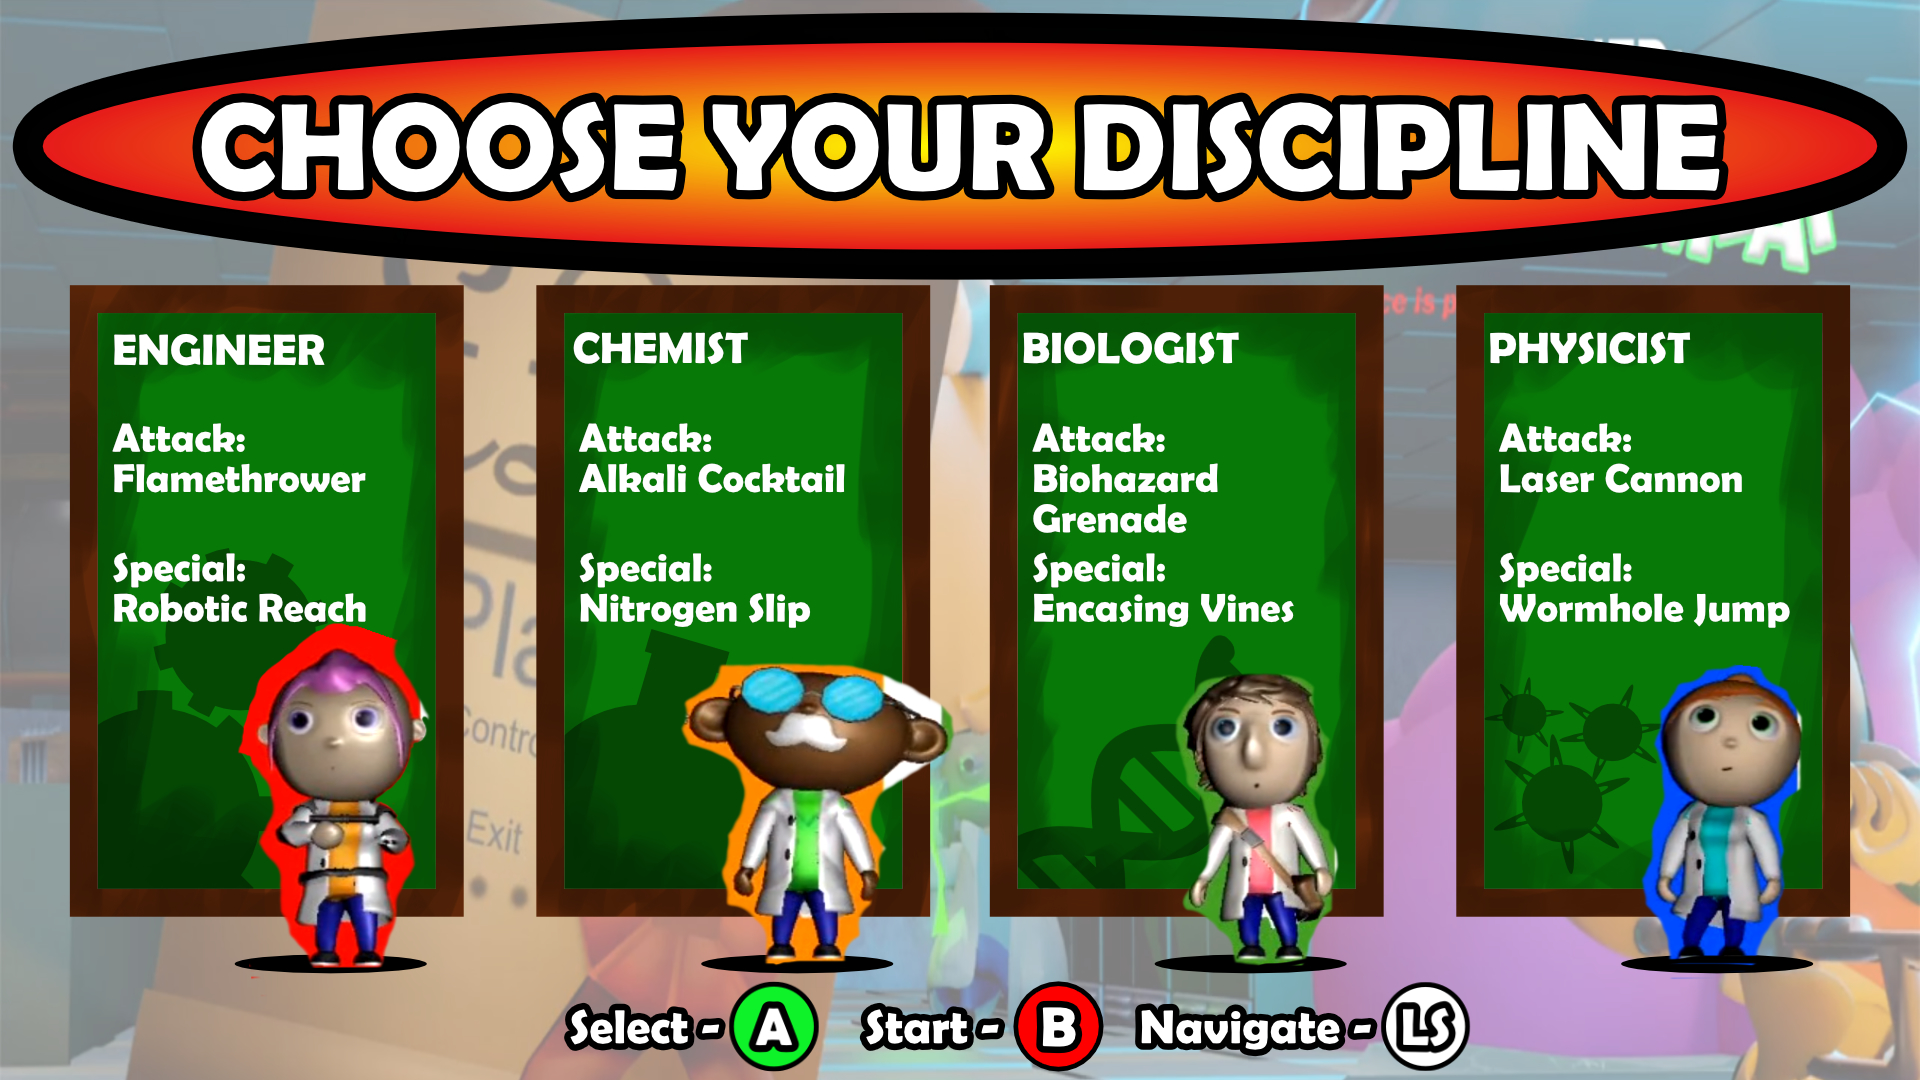 CHOOSE YOUR DISCIPLINE
ENGINEER
Attack:
Flamethrower
Special:
Robotic Reach
CHEMIST
Attack:
Alkali Cocktail
Special:
Nitrogen Slip
BIOLOGIST
Attack:
Biohazard
Grenade
Special:
Encasing Vines
PHYSICIST
Attack:
Laser Cannon
Special:
Wormhole Jump
Exit
Select - A
Start - B
Navigate - LS